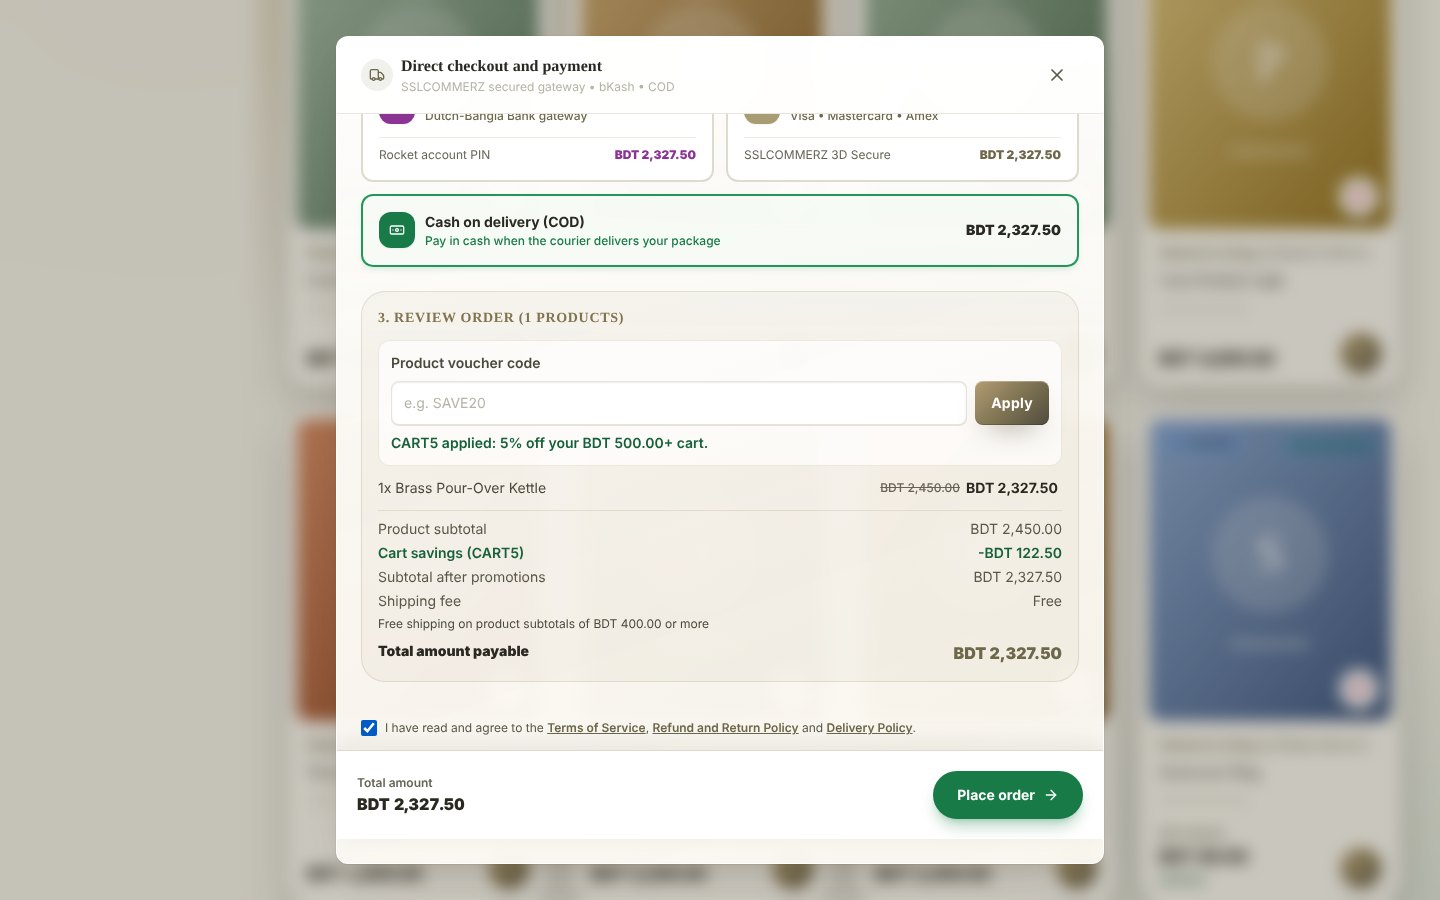 Direct checkout and payment
SSLCOMMERZ secured gateway • bKash • COD
Dutch-Bangla Bank gateway
Visa • Mastercard • Amex
Rocket account PIN BDT 2,327.50
SSLCOMMERZ 3D Secure BDT 2,327.50
Cash on delivery (COD)
Pay in cash when the courier delivers your package
BDT 2,327.50
3. REVIEW ORDER (1 PRODUCTS)
Product voucher code
e.g. SAVE20
Apply
CART5 applied: 5% off your BDT 500.00+ cart.
1x Brass Pour-Over Kettle BDT 2,450.00 BDT 2,327.50
Product subtotal BDT 2,450.00
Cart savings (CART5) -BDT 122.50
Subtotal after promotions BDT 2,327.50
Shipping fee Free
Free shipping on product subtotals of BDT 400.00 or more
Total amount payable BDT 2,327.50
I have read and agree to the Terms of Service, Refund and Return Policy and Delivery Policy.
Total amount
BDT 2,327.50
Place order